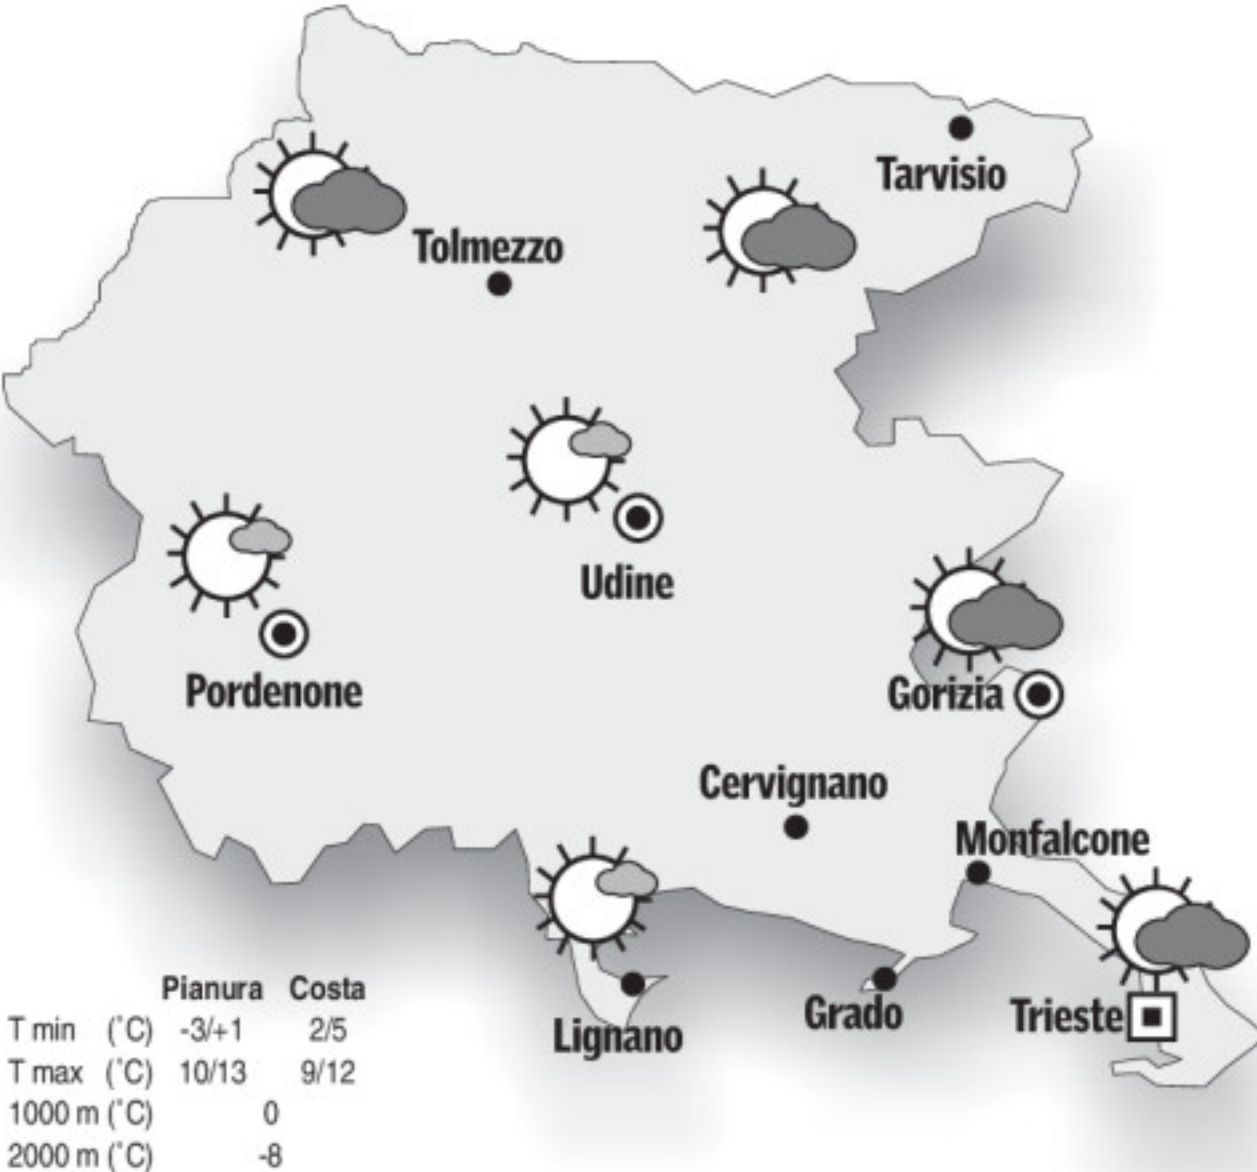 Tarvisio
Tolmezzo
Udine
Pordenone
Gorizia
Cervignano
Monfalcone
Grado
Trieste
Lignano
Pianura Costa
T min (˚C) -3/+1 2/5
T max (˚C) 10/13 9/12
1000 m (˚C) 0
2000 m (˚C) -8